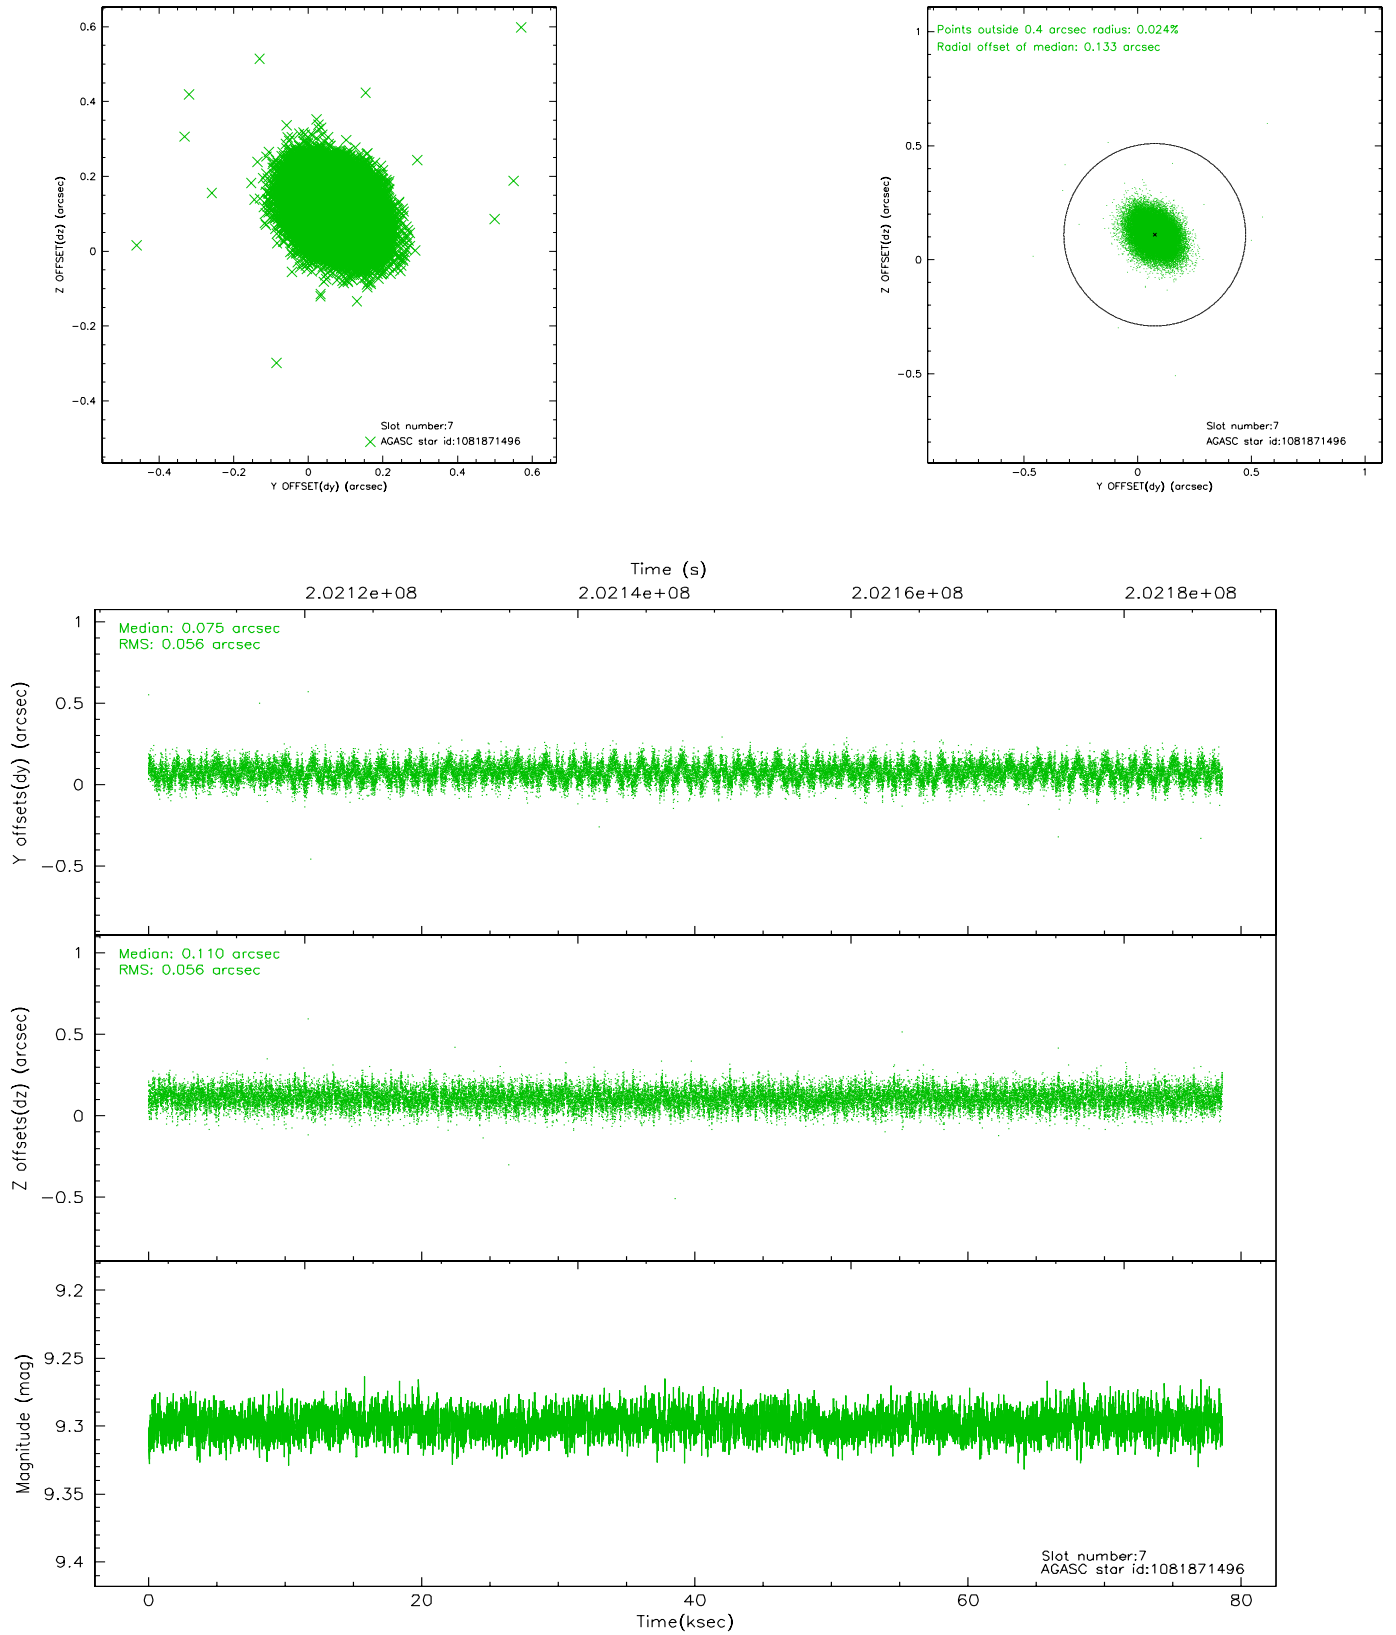 0.6
0.4
0.2
0
−0.2
−0.4
Z OFFSET(dz) (arcsec)
Slot number:7
AGASC star id:1081871496
−0.4
−0.2
0
0.2
0.4
0.6
Y OFFSET(dy) (arcsec)
Points outside 0.4 arcsec radius: 0.024%
Radial offset of median: 0.133 arcsec
1
0.5
0
−0.5
Z OFFSET(dz) (arcsec)
Slot number:7
AGASC star id:1081871496
−0.5
0
0.5
1
Y OFFSET(dy) (arcsec)
Time (s)
2.0212e+08
2.0214e+08
2.0216e+08
2.0218e+08
Median: 0.075 arcsec
RMS: 0.056 arcsec
1
0.5
0
−0.5
Y offsets(dy) (arcsec)
Median: 0.110 arcsec
RMS: 0.056 arcsec
1
0.5
0
−0.5
Z offsets(dz) (arcsec)
9.2
9.25
9.3
9.35
9.4
Magnitude (mag)
Slot number:7
AGASC star id:1081871496
0
20
40
60
80
Time(ksec)